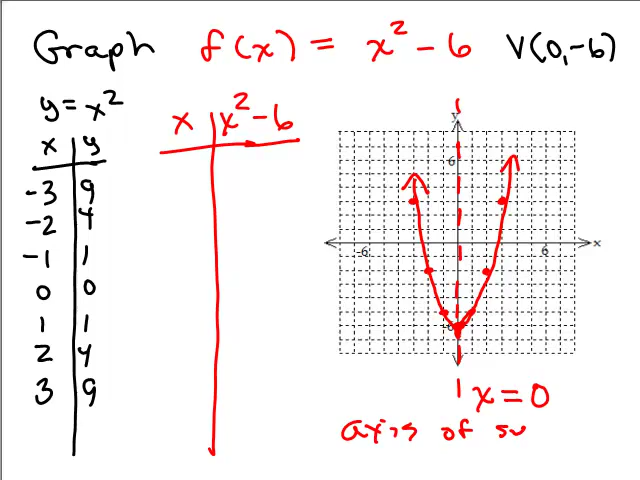 Graph f(x) = x² - 6 V(0,-6)
y = x²
x y
-3 9
-2 4
-1 1
0 0
1 1
2 4
3 9
x x² - 6
y
6
-6 6 x
-6
x = 0
axis of sy